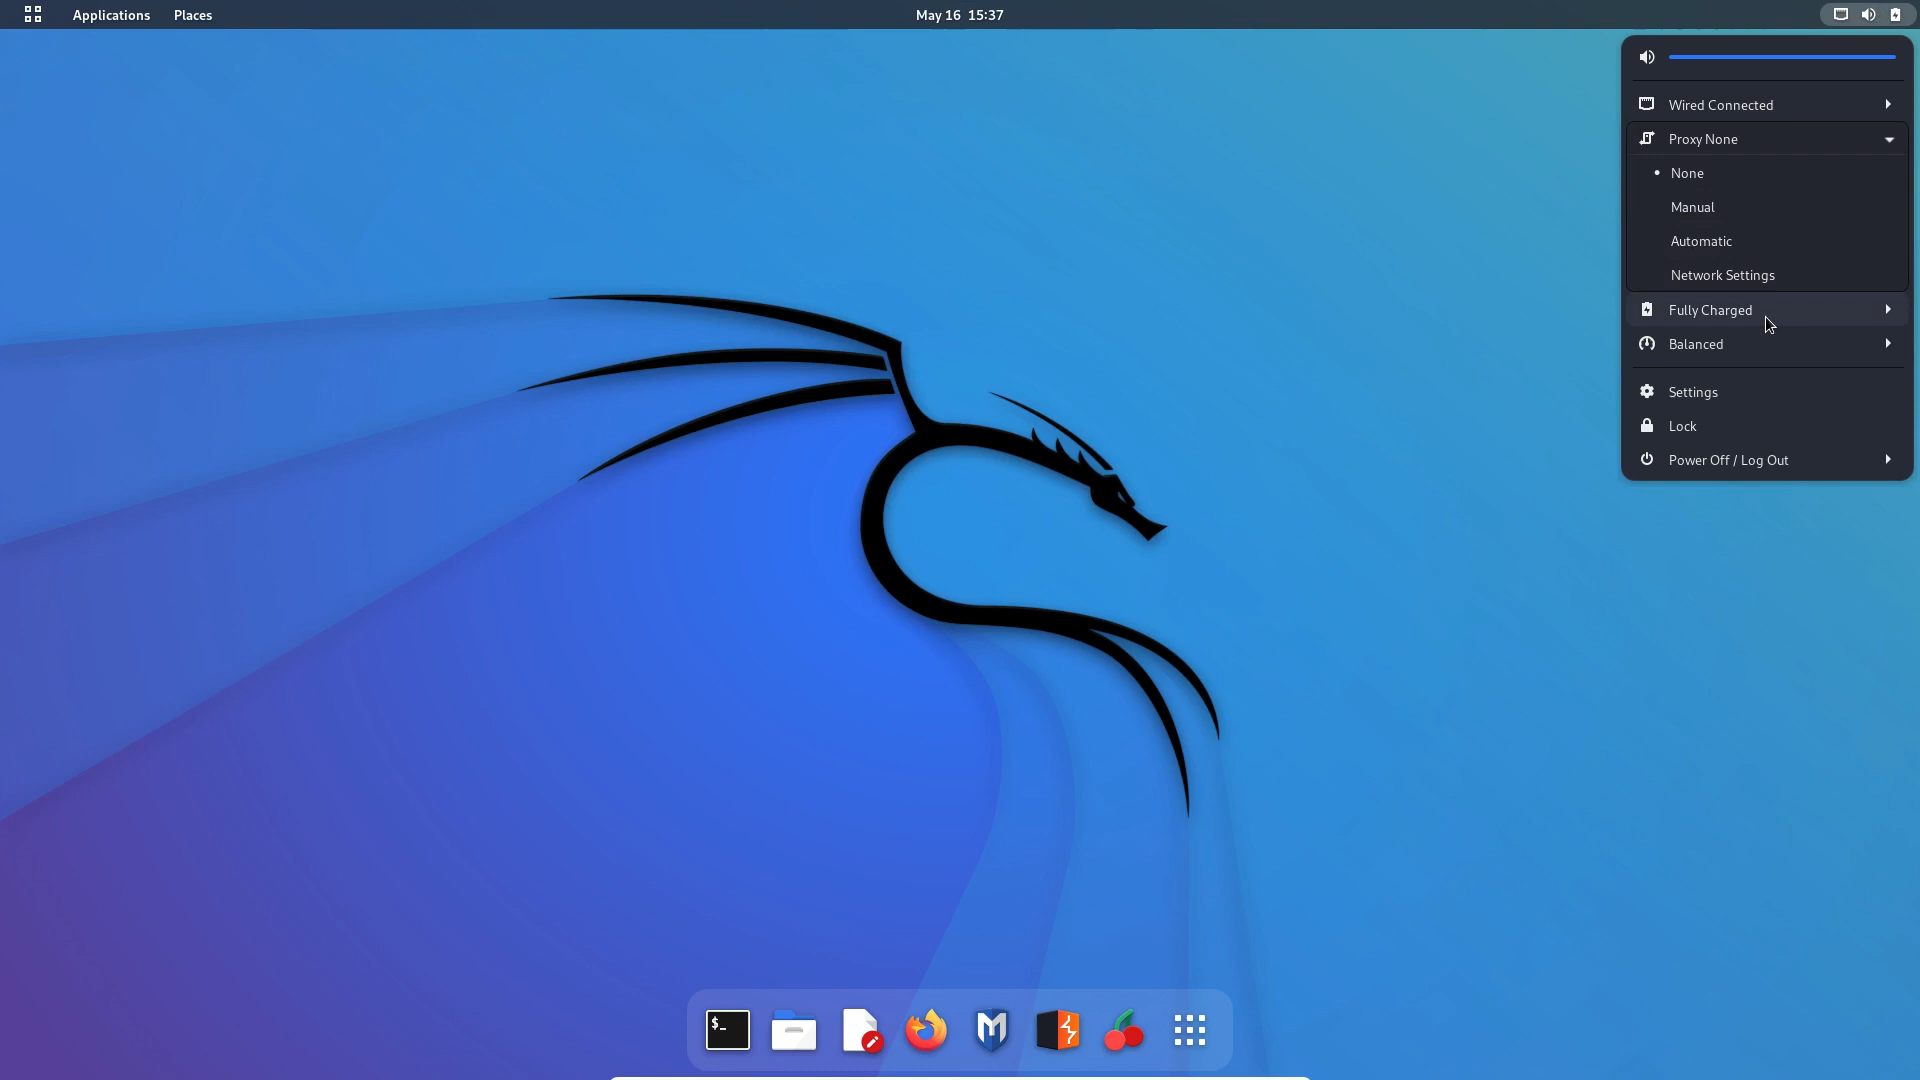 Applications
Places
May 16 15:37
Wired Connected
Proxy None
• None
Manual
Automatic
Network Settings
Fully Charged
Balanced
Settings
Lock
Power Off / Log Out
$_